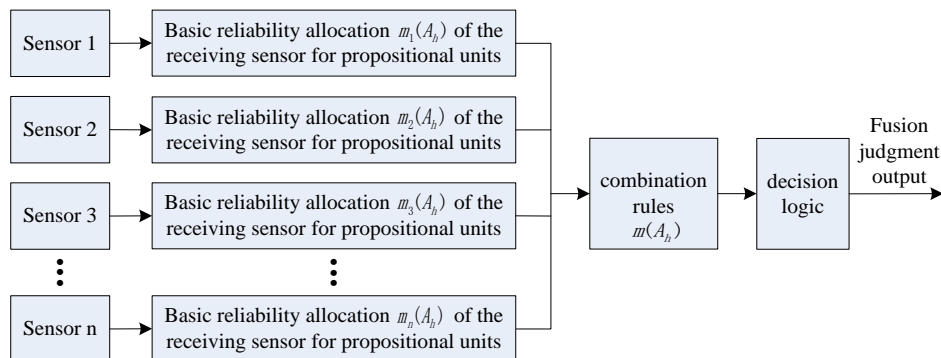 Sensor 1
Basic reliability allocation m₁(Aₕ) of the
receiving sensor for propositional units
Sensor 2
Basic reliability allocation m₂(Aₕ) of the
receiving sensor for propositional units
Sensor 3
Basic reliability allocation m₃(Aₕ) of the
receiving sensor for propositional units
Sensor n
Basic reliability allocation mₙ(Aₕ) of the
receiving sensor for propositional units
combination
rules
m(Aₕ)
decision
logic
Fusion
judgment
output